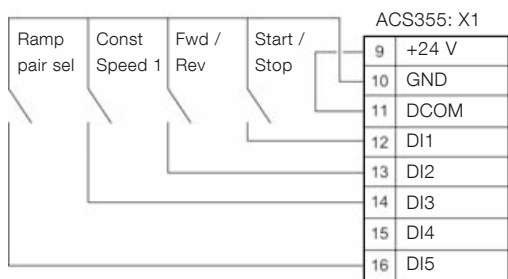 ACS355: X1
Ramp pair sel
Const Speed 1
Fwd / Rev
Start / Stop
9 +24 V
10 GND
11 DCOM
12 DI1
13 DI2
14 DI3
15 DI4
16 DI5